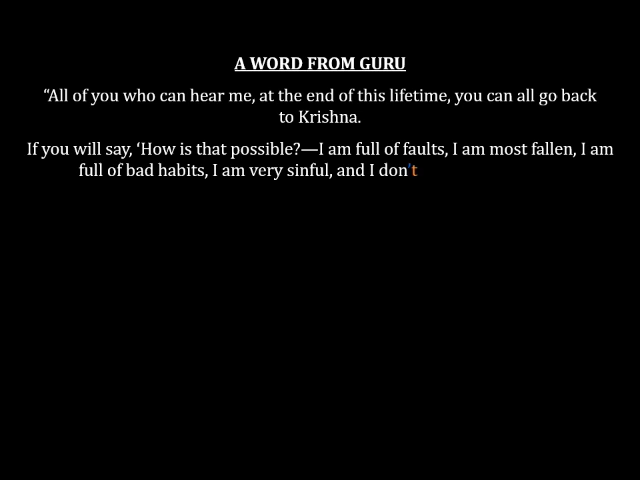 A WORD FROM GURU
“All of you who can hear me, at the end of this lifetime, you can all go back
to Krishna.
If you will say, ‘How is that possible?—I am full of faults, I am most fallen, I am
full of bad habits, I am very sinful, and I don’t